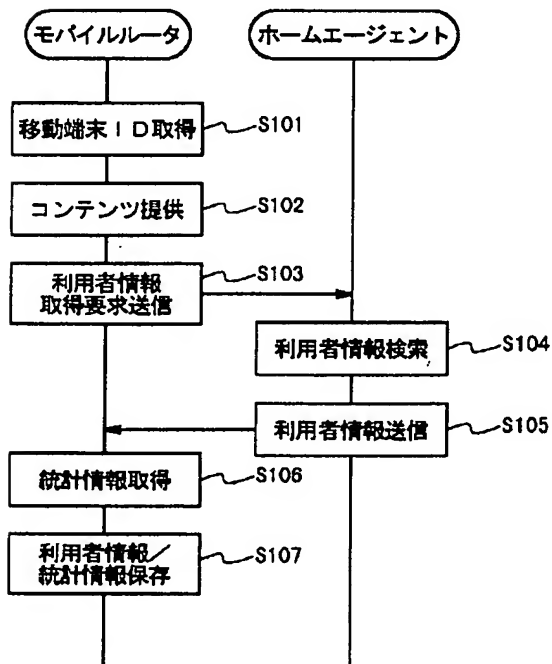 モバイルルータ
ホームエージェント
移動端末ID取得
S101
コンテンツ提供
S102
利用者情報
取得要求送信
S103
利用者情報検索
S104
利用者情報送信
S105
統計情報取得
S106
利用者情報/
統計情報保存
S107